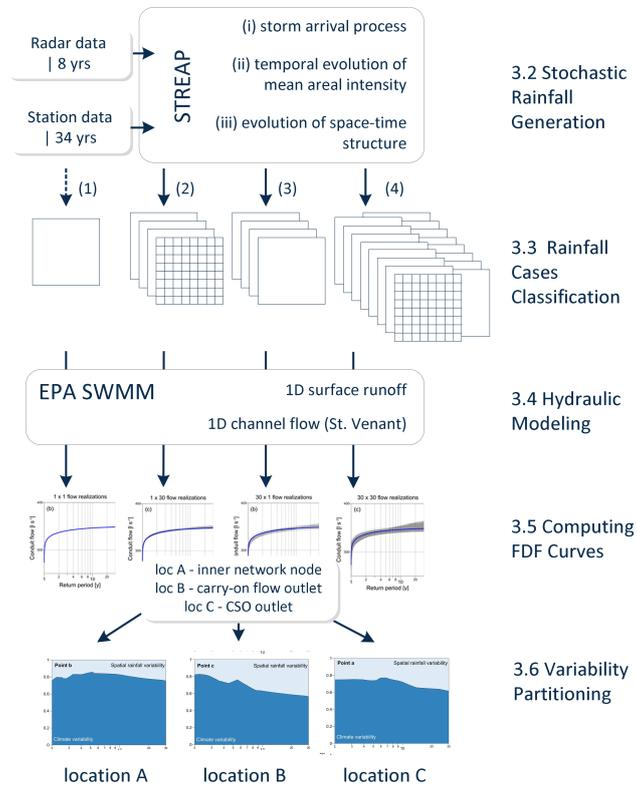 Radar data
| 8 yrs
Station data
| 34 yrs
STREAP
(i) storm arrival process
(ii) temporal evolution of
mean areal intensity
(iii) evolution of space-time
structure
3.2 Stochastic
Rainfall
Generation
(1)
(2)
(3)
(4)
3.3 Rainfall
Cases
Classification
EPA SWMM
1D surface runoff
1D channel flow (St. Venant)
3.4 Hydraulic
Modeling
1 x 1 flow realizations
1 x 30 flow realizations
30 x 1 flow realizations
30 x 30 flow realizations
(b)
(c)
(b)
(c)
Conduit flow [l s⁻¹]
Return period [y]
Return period [y]
3.5 Computing
FDF Curves
loc A - inner network node
loc B - carry-on flow outlet
loc C - CSO outlet
Point b
Spatial rainfall variability
Climate variability
Point c
Spatial rainfall variability
Climate variability
Point a
Spatial rainfall variability
Climate variability
3.6 Variability
Partitioning
location A
location B
location C